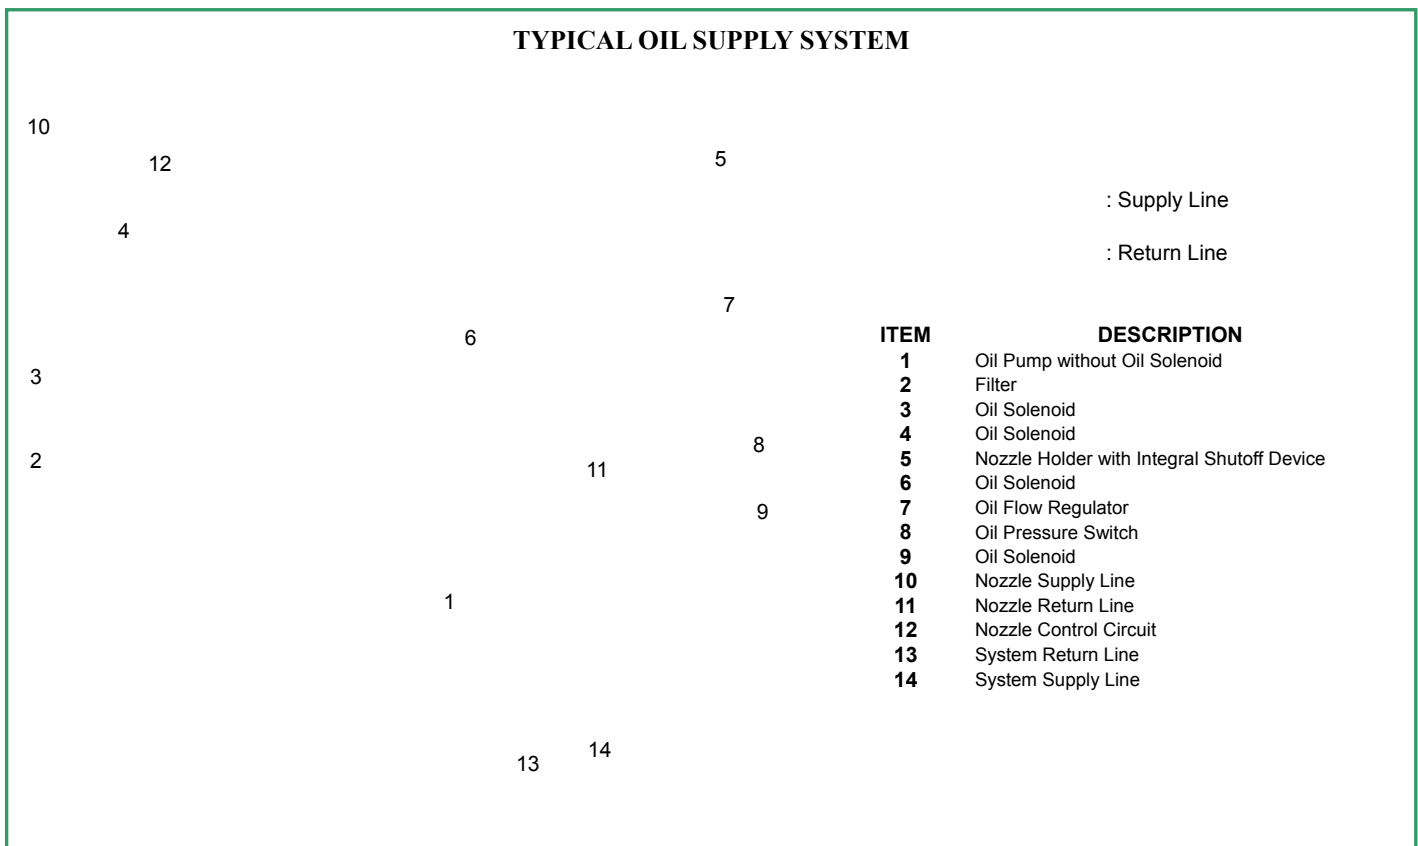 TYPICAL OIL SUPPLY SYSTEM
10
12
5
: Supply Line
4
: Return Line
7
6
3
2
8
11
9
1
14
13
ITEM DESCRIPTION
1 Oil Pump without Oil Solenoid
2 Filter
3 Oil Solenoid
4 Oil Solenoid
5 Nozzle Holder with Integral Shutoff Device
6 Oil Solenoid
7 Oil Flow Regulator
8 Oil Pressure Switch
9 Oil Solenoid
10 Nozzle Supply Line
11 Nozzle Return Line
12 Nozzle Control Circuit
13 System Return Line
14 System Supply Line